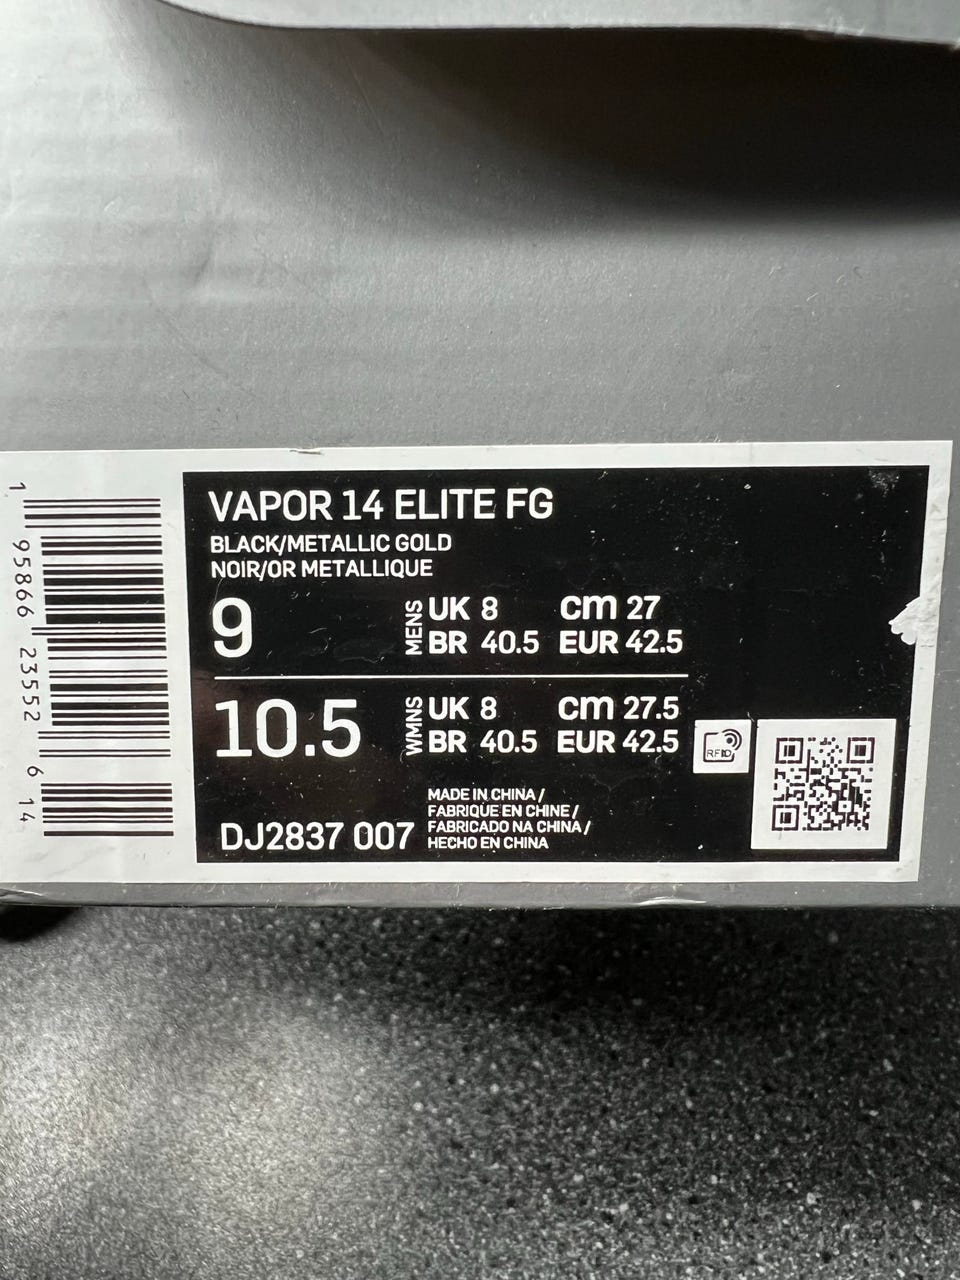 VAPOR 14 ELITE FG
BLACK/METALLIC GOLD
NOIR/OR METALLIQUE
9
MENS
UK 8 cm 27
BR 40.5 EUR 42.5
10.5
WMNS
UK 8 cm 27.5
BR 40.5 EUR 42.5
RFID
DJ2837 007
MADE IN CHINA /
FABRIQUE EN CHINE /
FABRICADO NA CHINA /
HECHO EN CHINA
1 95866 23552 6 14